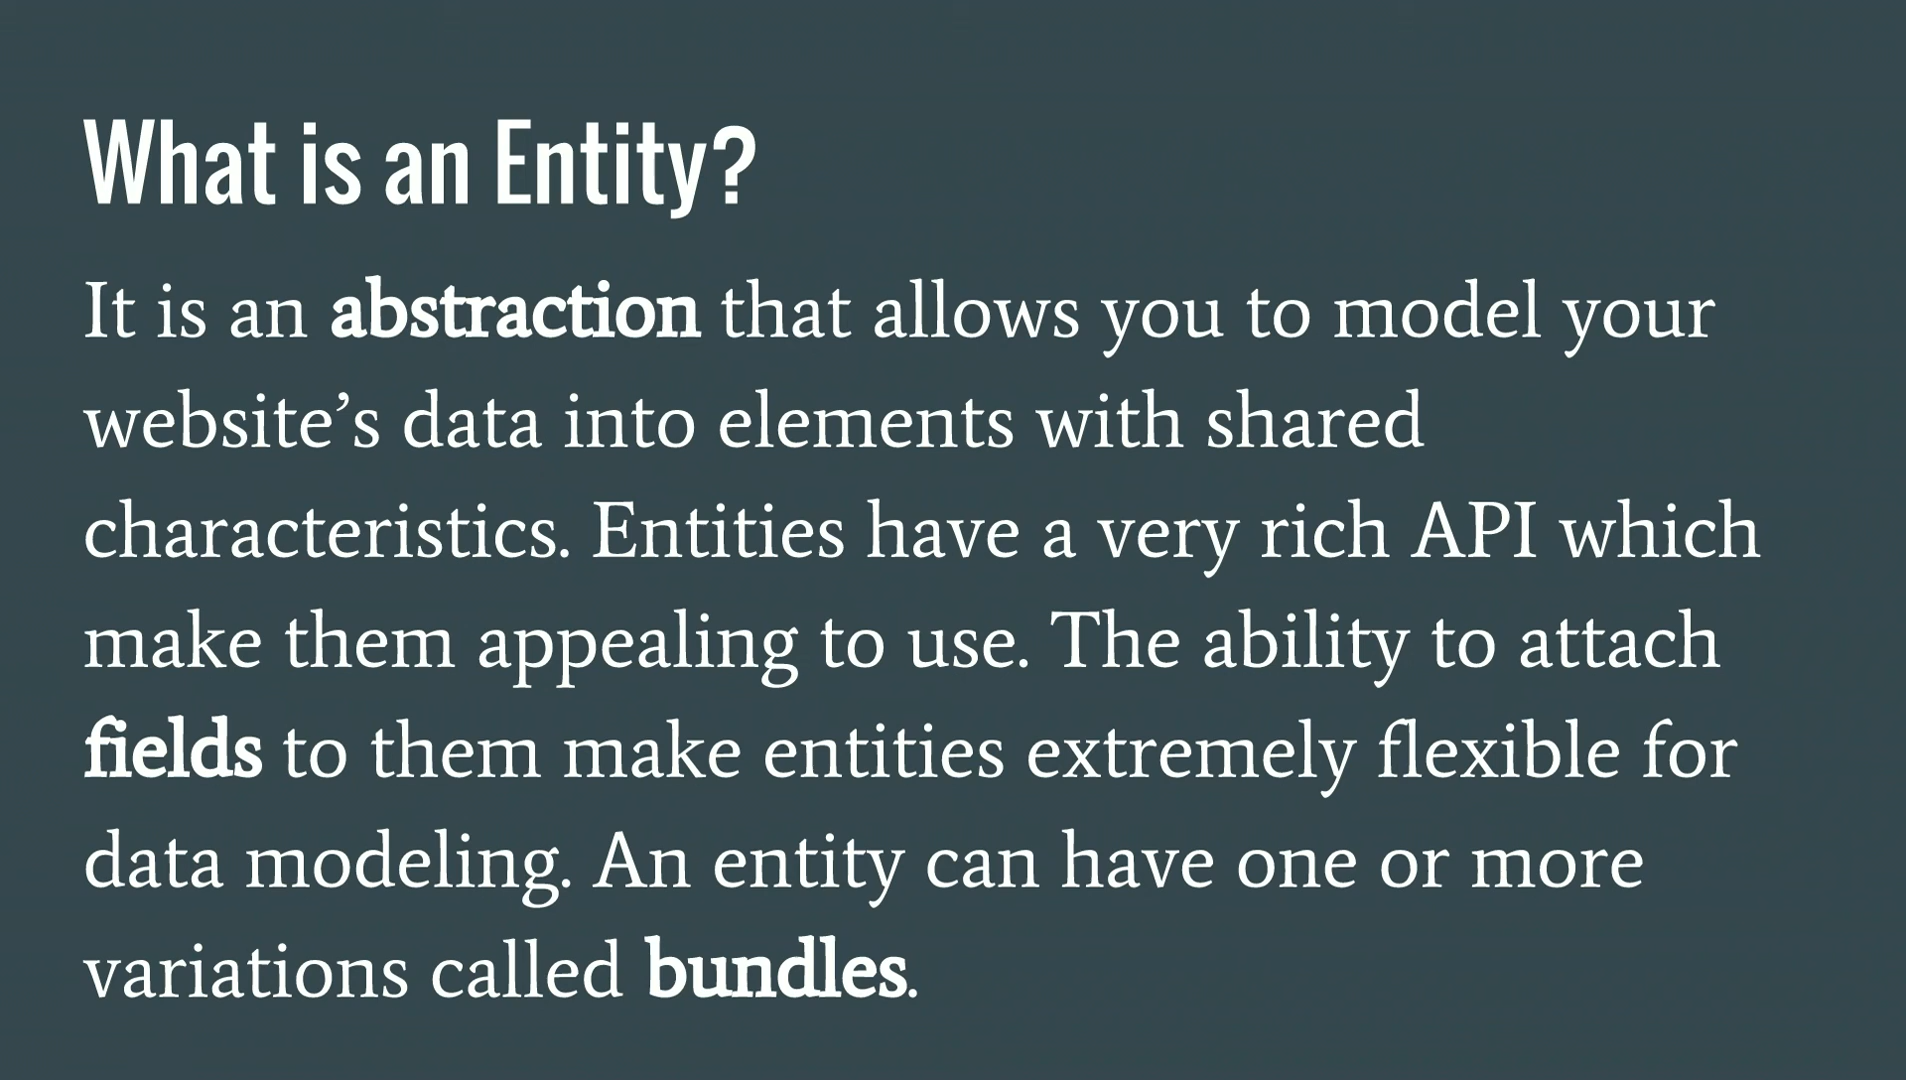 What is an Entity?
It is an abstraction that allows you to model your
website’s data into elements with shared
characteristics. Entities have a very rich API which
make them appealing to use. The ability to attach
fields to them make entities extremely flexible for
data modeling. An entity can have one or more
variations called bundles.